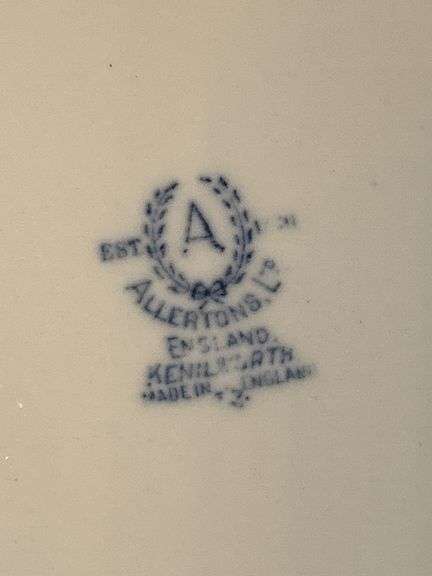 A
EST.
ALLERTONS. LTD
ENGLAND.
KENILWORTH
MADE IN ENGLAND